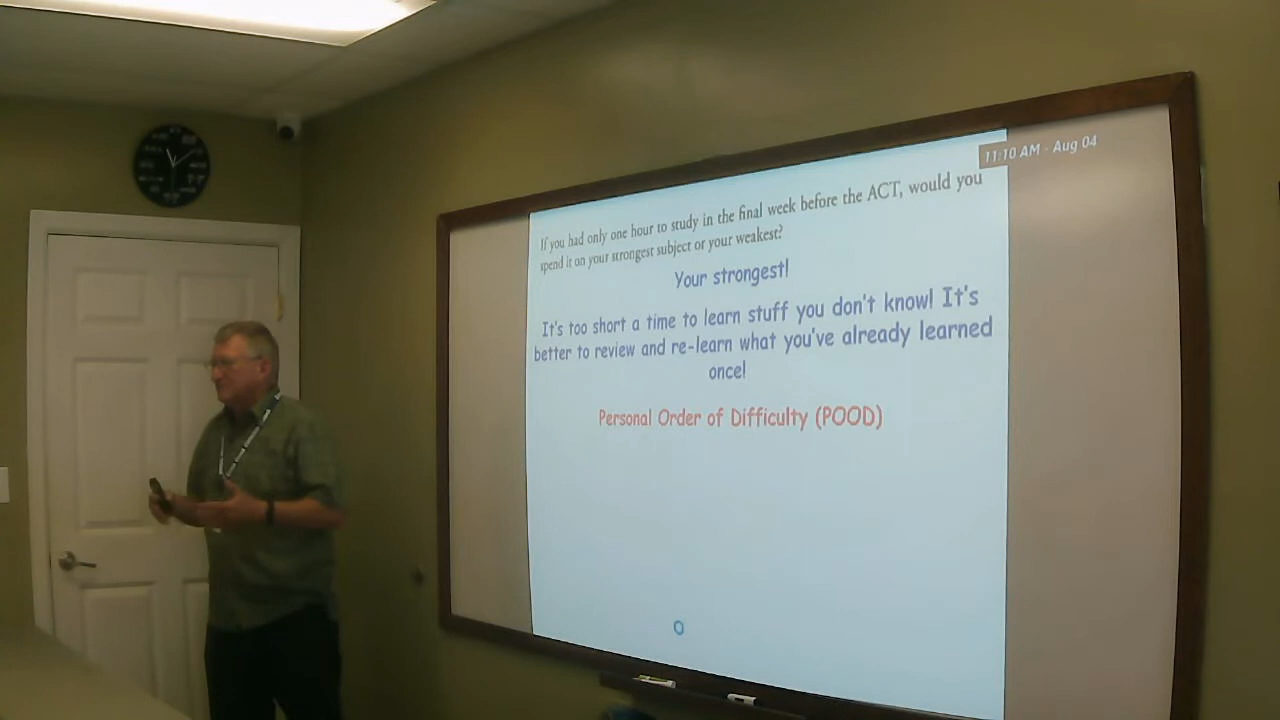 11:10 AM - Aug 04
If you had only one hour to study in the final week before the ACT, would you
spend it on your strongest subject or your weakest?
Your strongest!
It's too short a time to learn stuff you don't know! It's
better to review and re-learn what you've already learned
once!
Personal Order of Difficulty (POOD)